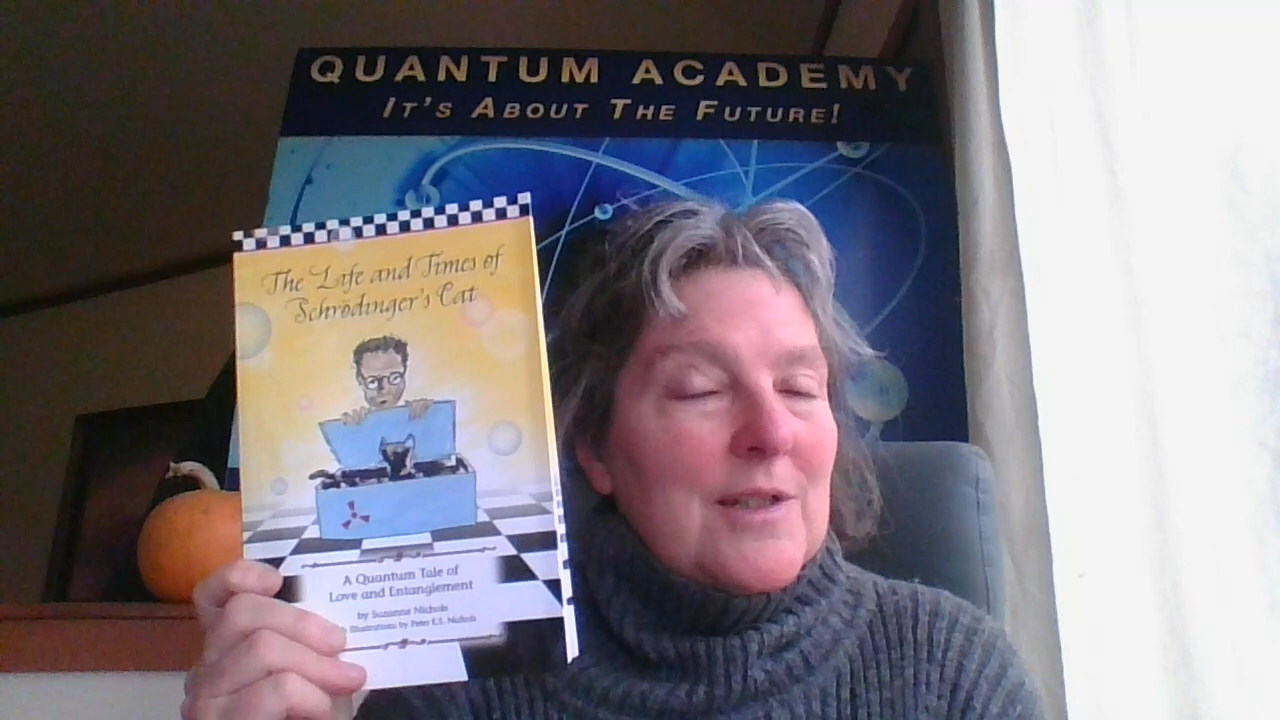 QUANTUM ACADEMY
IT'S ABOUT THE FUTURE!
The Life and Times of
Schrödinger's Cat
A Quantum Tale of
Love and Entanglement
by Suzanne Nichols
Illustrations by Peter E.S. Nichols